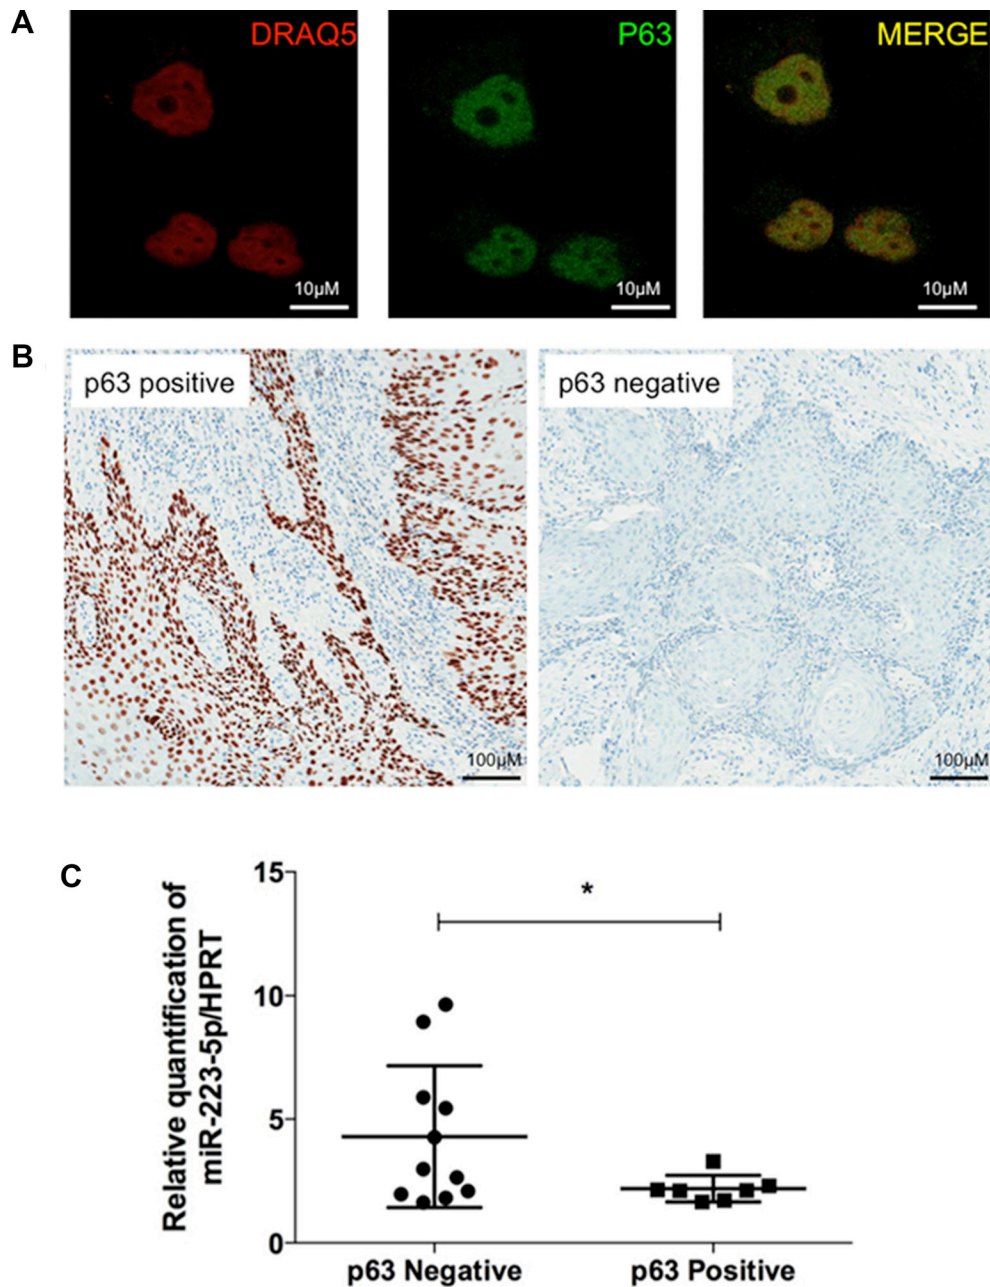 A
DRAQ5
P63
MERGE
10µM
10µM
10µM
B
p63 positive
p63 negative
100µM
100µM
C
Relative quantification of
miR-223-5p/HPRT
15
10
5
0
*
p63 Negative
p63 Positive